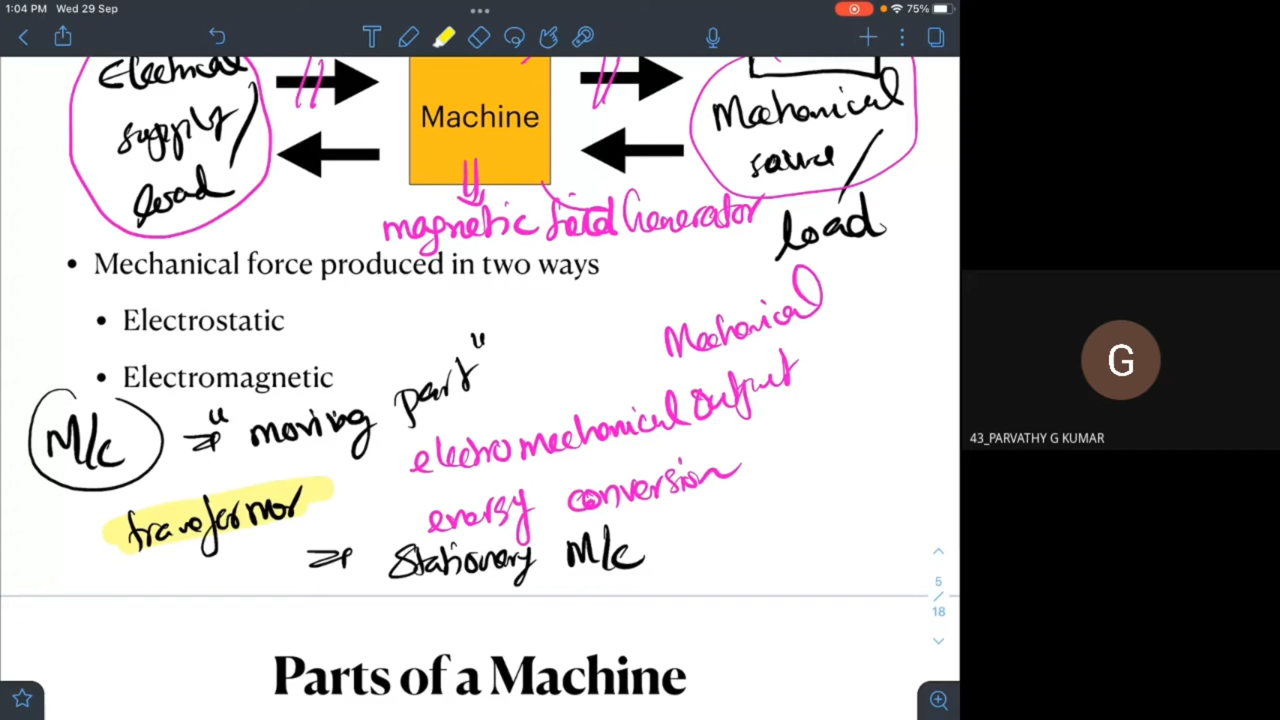 1:04 PM Wed 29 Sep
75%
Electrical
supply/
load
Machine
Mechanical
source/
load
magnetic field Generator
• Mechanical force produced in two ways
• Electrostatic
• Electromagnetic
M/c ⇒ "moving part"
Mechanical
output
electromechanical
energy conversion
transformer
⇒ Stationary M/c
5
/
18
Parts of a Machine
G
43_PARVATHY G KUMAR